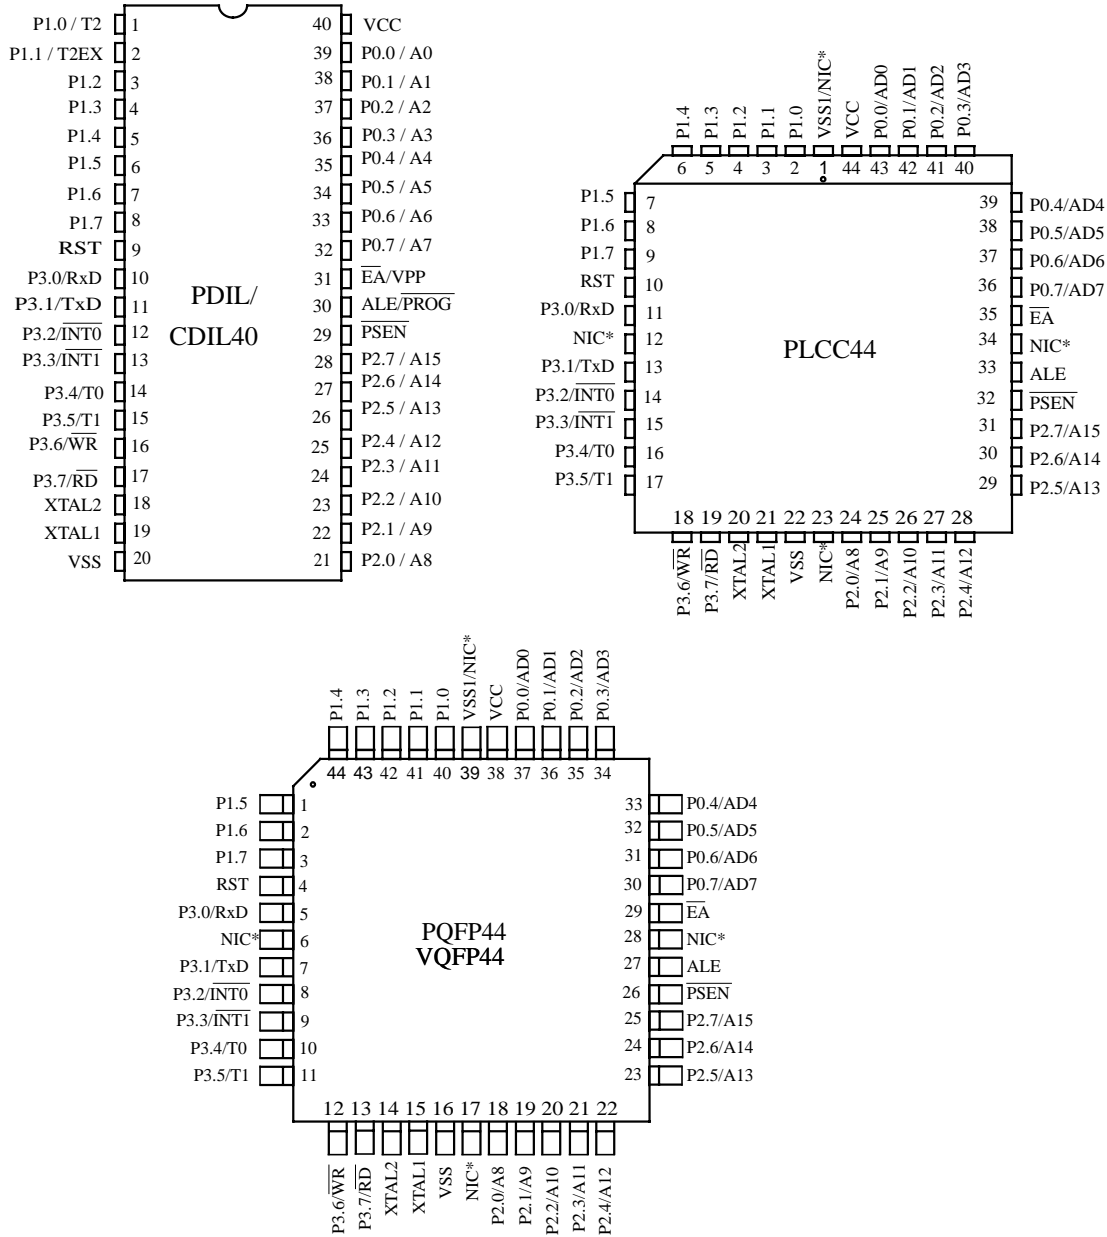 P1.0 / T2 1 40 VCC
P1.1 / T2EX 2 39 P0.0 / A0
P1.2 3 38 P0.1 / A1
P1.3 4 37 P0.2 / A2
P1.4 5 36 P0.3 / A3
P1.5 6 35 P0.4 / A4
P1.6 7 34 P0.5 / A5
P1.7 8 33 P0.6 / A6
RST 9 32 P0.7 / A7
P3.0/RxD 10 31 EA/VPP
P3.1/TxD 11 30 ALE/PROG
P3.2/INT0 12 29 PSEN
P3.3/INT1 13 28 P2.7 / A15
P3.4/T0 14 27 P2.6 / A14
P3.5/T1 15 26 P2.5 / A13
P3.6/WR 16 25 P2.4 / A12
P3.7/RD 17 24 P2.3 / A11
XTAL2 18 23 P2.2 / A10
XTAL1 19 22 P2.1 / A9
VSS 20 21 P2.0 / A8
PDIL/
CDIL40
P1.4 P1.3 P1.2 P1.1 P1.0 VSS1/NIC* VCC P0.0/AD0 P0.1/AD1 P0.2/AD2 P0.3/AD3
6 5 4 3 2 1 44 43 42 41 40
P1.5 7 39 P0.4/AD4
P1.6 8 38 P0.5/AD5
P1.7 9 37 P0.6/AD6
RST 10 36 P0.7/AD7
P3.0/RxD 11 35 EA
NIC* 12 34 NIC*
P3.1/TxD 13 33 ALE
P3.2/INT0 14 32 PSEN
P3.3/INT1 15 31 P2.7/A15
P3.4/T0 16 30 P2.6/A14
P3.5/T1 17 29 P2.5/A13
PLCC44
18 19 20 21 22 23 24 25 26 27 28
P3.6/WR P3.7/RD XTAL2 XTAL1 VSS NIC* P2.0/A8 P2.1/A9 P2.2/A10 P2.3/A11 P2.4/A12
P1.4 P1.3 P1.2 P1.1 P1.0 VSS1/NIC* VCC P0.0/AD0 P0.1/AD1 P0.2/AD2 P0.3/AD3
44 43 42 41 40 39 38 37 36 35 34
P1.5 1 33 P0.4/AD4
P1.6 2 32 P0.5/AD5
P1.7 3 31 P0.6/AD6
RST 4 30 P0.7/AD7
P3.0/RxD 5 29 EA
NIC* 6 28 NIC*
P3.1/TxD 7 27 ALE
P3.2/INT0 8 26 PSEN
P3.3/INT1 9 25 P2.7/A15
P3.4/T0 10 24 P2.6/A14
P3.5/T1 11 23 P2.5/A13
PQFP44
VQFP44
12 13 14 15 16 17 18 19 20 21 22
P3.6/WR P3.7/RD XTAL2 XTAL1 VSS NIC* P2.0/A8 P2.1/A9 P2.2/A10 P2.3/A11 P2.4/A12